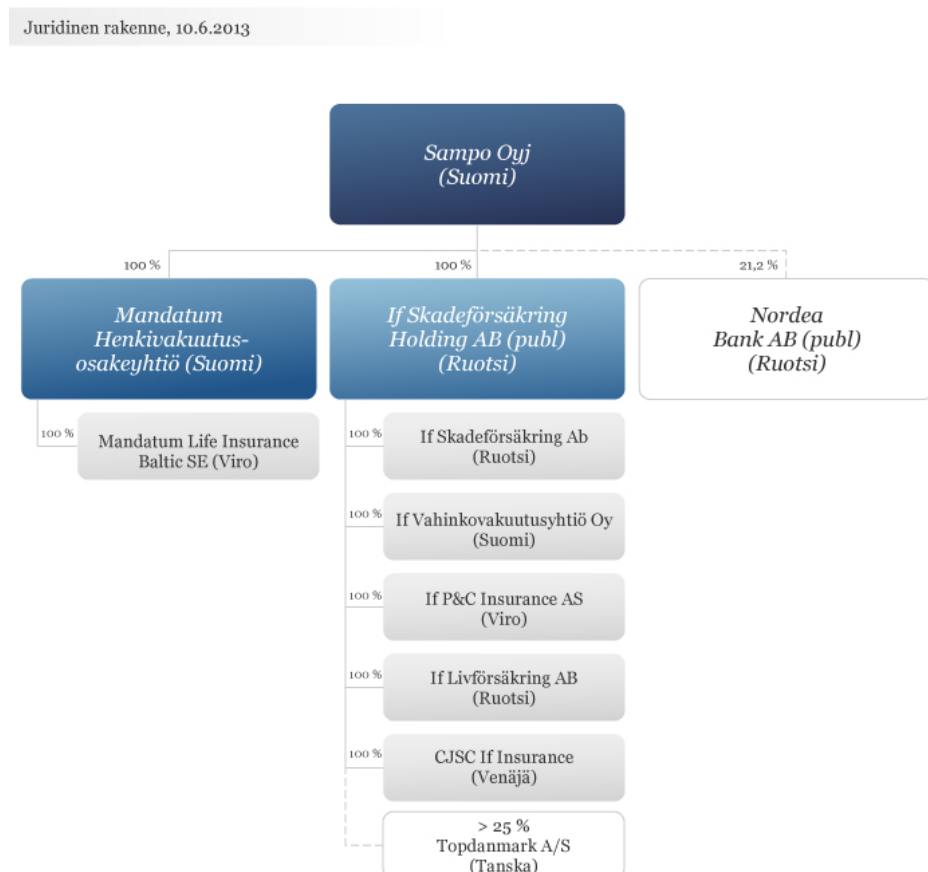 Juridinen rakenne, 10.6.2013
Sampo Oyj
(Suomi)
100 %
100 %
21,2 %
Mandatum
Henkivakuutus-
osakeyhtiö (Suomi)
If Skadeförsäkring
Holding AB (publ)
(Ruotsi)
Nordea
Bank AB (publ)
(Ruotsi)
100 %
Mandatum Life Insurance
Baltic SE (Viro)
100 %
If Skadeförsäkring Ab
(Ruotsi)
100 %
If Vahinkovakuutusyhtiö Oy
(Suomi)
100 %
If P&C Insurance AS
(Viro)
100 %
If Livförsäkring AB
(Ruotsi)
100 %
CJSC If Insurance
(Venäjä)
> 25 %
Topdanmark A/S
(Tanska)